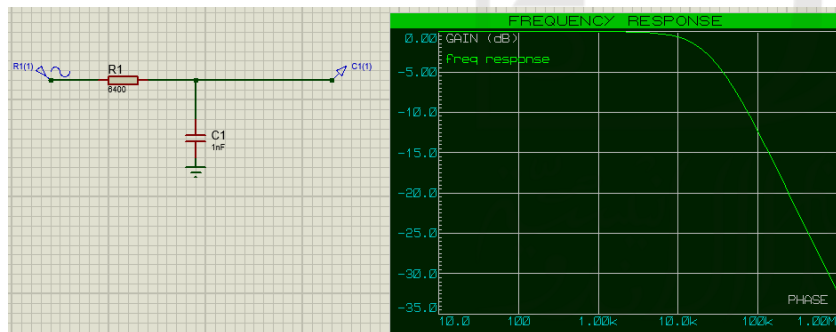 FREQUENCY RESPONSE
R1(1)
R1
6400
C1(1)
C1
1nF
GAIN (dB)
freq response
0.00
-5.00
-10.0
-15.0
-20.0
-25.0
-30.0
-35.0
PHASE
10.0 100 1.00k 10.0k 100k 1.00M